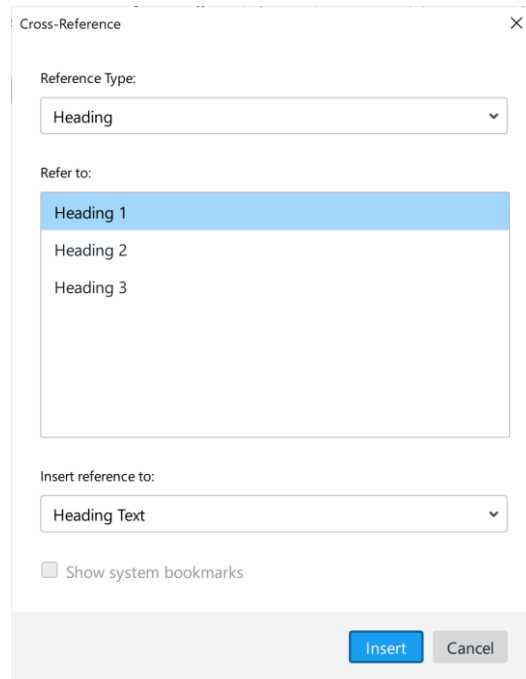 Cross-Reference
Reference Type:
Heading
Refer to:
Heading 1
Heading 2
Heading 3
Insert reference to:
Heading Text
Show system bookmarks
Insert Cancel